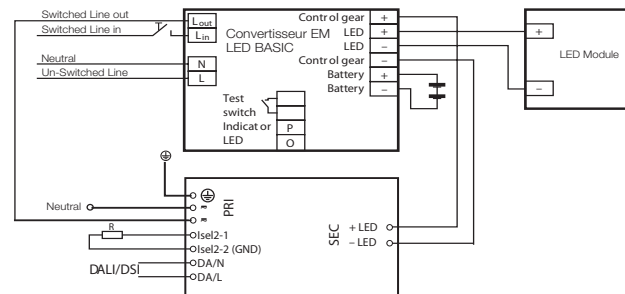 Switched Line out
Switched Line in
Neutral
Un-Switched Line
Lout
Lin
N
L
Convertisseur EM
LED BASIC
Control gear +
LED +
LED –
Control gear –
Battery +
Battery –
Test
switch
Indicator
LED
P
O
+
LED Module
–
Neutral
R
PRI
≂
≂
Isel2-1
Isel2-2 (GND)
DALI/DSI
DA/N
DA/L
SEC
+ LED
– LED